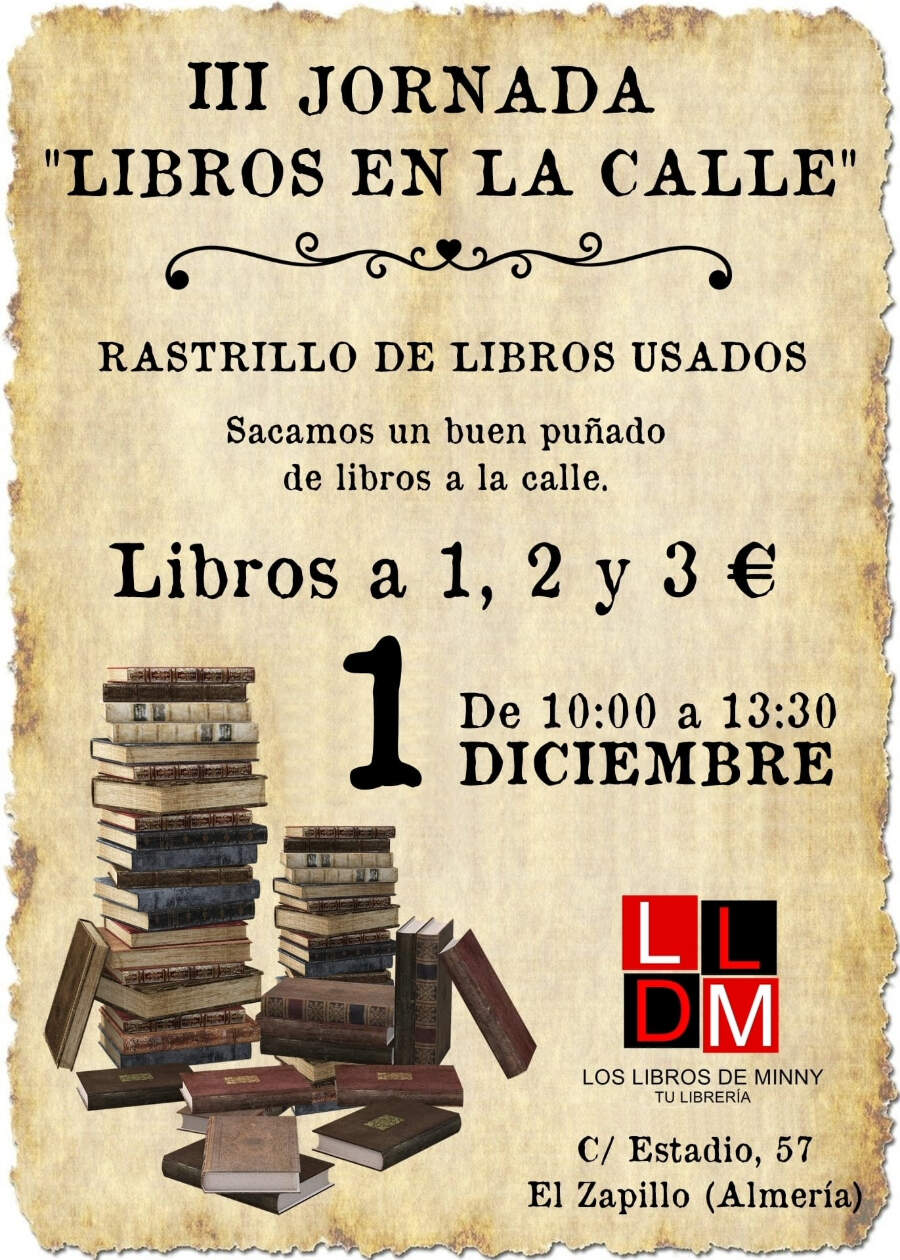 III JORNADA
"LIBROS EN LA CALLE"
RASTRILLO DE LIBROS USADOS
Sacamos un buen puñado
de libros a la calle.
Libros a 1, 2 y 3 €
1
De 10:00 a 13:30
DICIEMBRE
LL
DM
LOS LIBROS DE MINNY
TU LIBRERÍA
C/ Estadio, 57
El Zapillo (Almería)